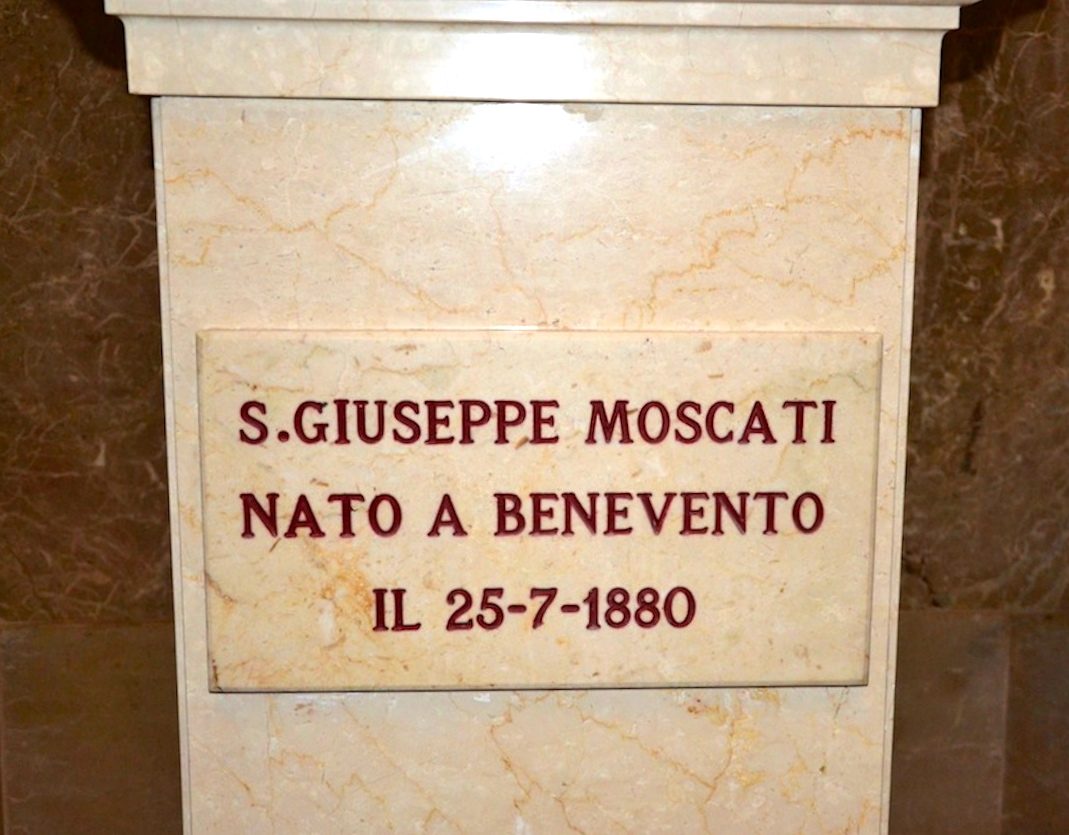 S.GIUSEPPE MOSCATI
NATO A BENEVENTO
IL 25-7-1880